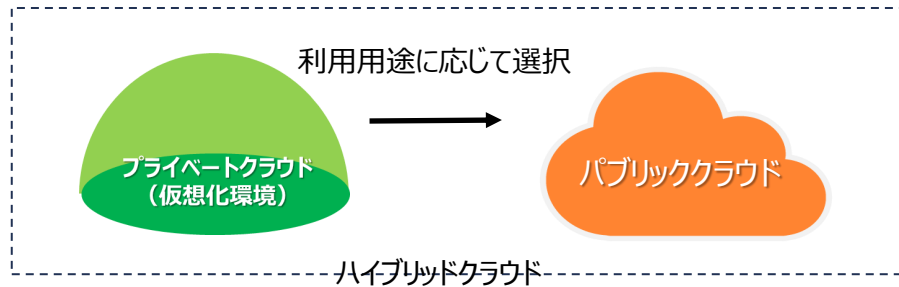 利用用途に応じて選択
プライベートクラウド
（仮想化環境）
パブリッククラウド
ハイブリッドクラウド